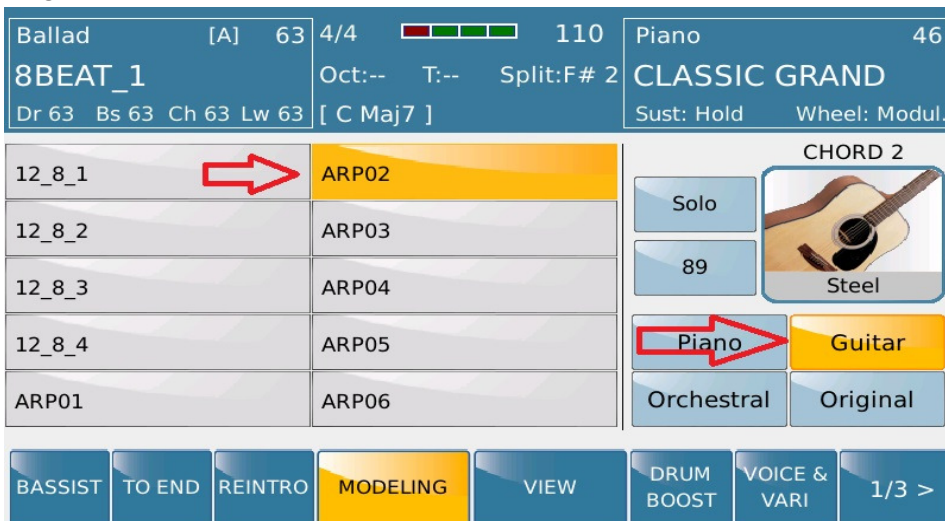 Ballad [A] 63
8BEAT_1
Dr 63 Bs 63 Ch 63 Lw 63
4/4 110
Oct:-- T:-- Split:F# 2
[ C Maj7 ]
Piano 46
CLASSIC GRAND
Sust: Hold Wheel: Modul.
12_8_1
12_8_2
12_8_3
12_8_4
ARP01
ARP02
ARP03
ARP04
ARP05
ARP06
CHORD 2
Solo
89
Steel
Piano Guitar
Orchestral Original
BASSIST
TO END
REINTRO
MODELING
VIEW
DRUM
BOOST
VOICE &
VARI
1/3 >